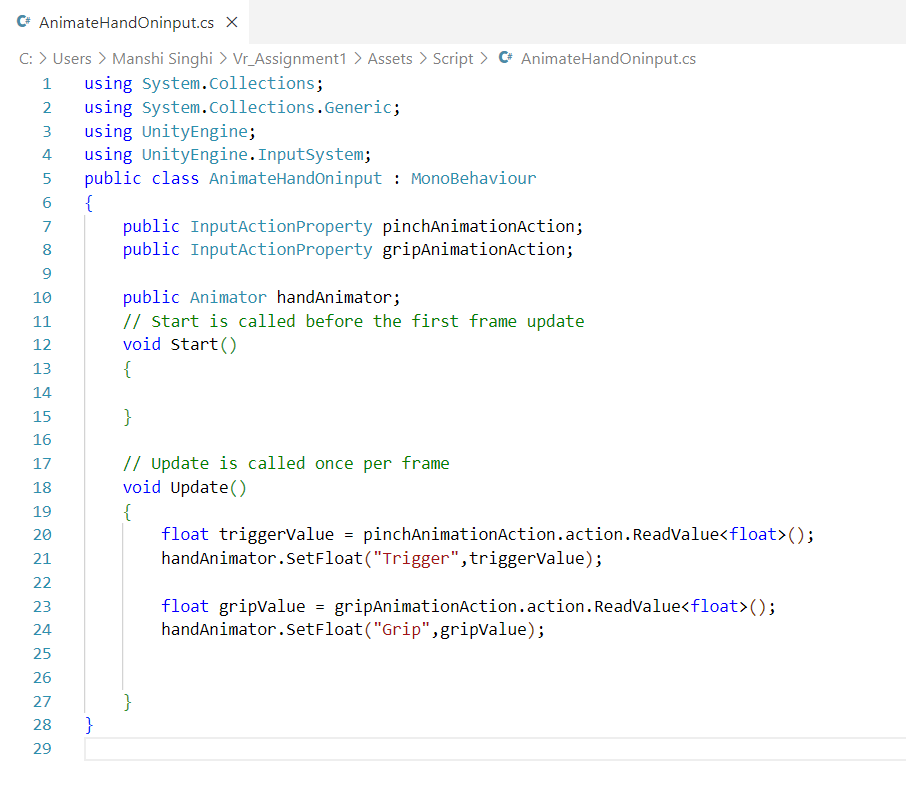 C# AnimateHandOninput.cs ×
C: > Users > Manshi Singhi > Vr_Assignment1 > Assets > Script > C# AnimateHandOninput.cs
1 using System.Collections;
2 using System.Collections.Generic;
3 using UnityEngine;
4 using UnityEngine.InputSystem;
5 public class AnimateHandOninput : MonoBehaviour
6 {
7 public InputActionProperty pinchAnimationAction;
8 public InputActionProperty gripAnimationAction;
9
10 public Animator handAnimator;
11 // Start is called before the first frame update
12 void Start()
13 {
14
15 }
16
17 // Update is called once per frame
18 void Update()
19 {
20 float triggerValue = pinchAnimationAction.action.ReadValue<float>();
21 handAnimator.SetFloat("Trigger",triggerValue);
22
23 float gripValue = gripAnimationAction.action.ReadValue<float>();
24 handAnimator.SetFloat("Grip",gripValue);
25
26
27 }
28 }
29